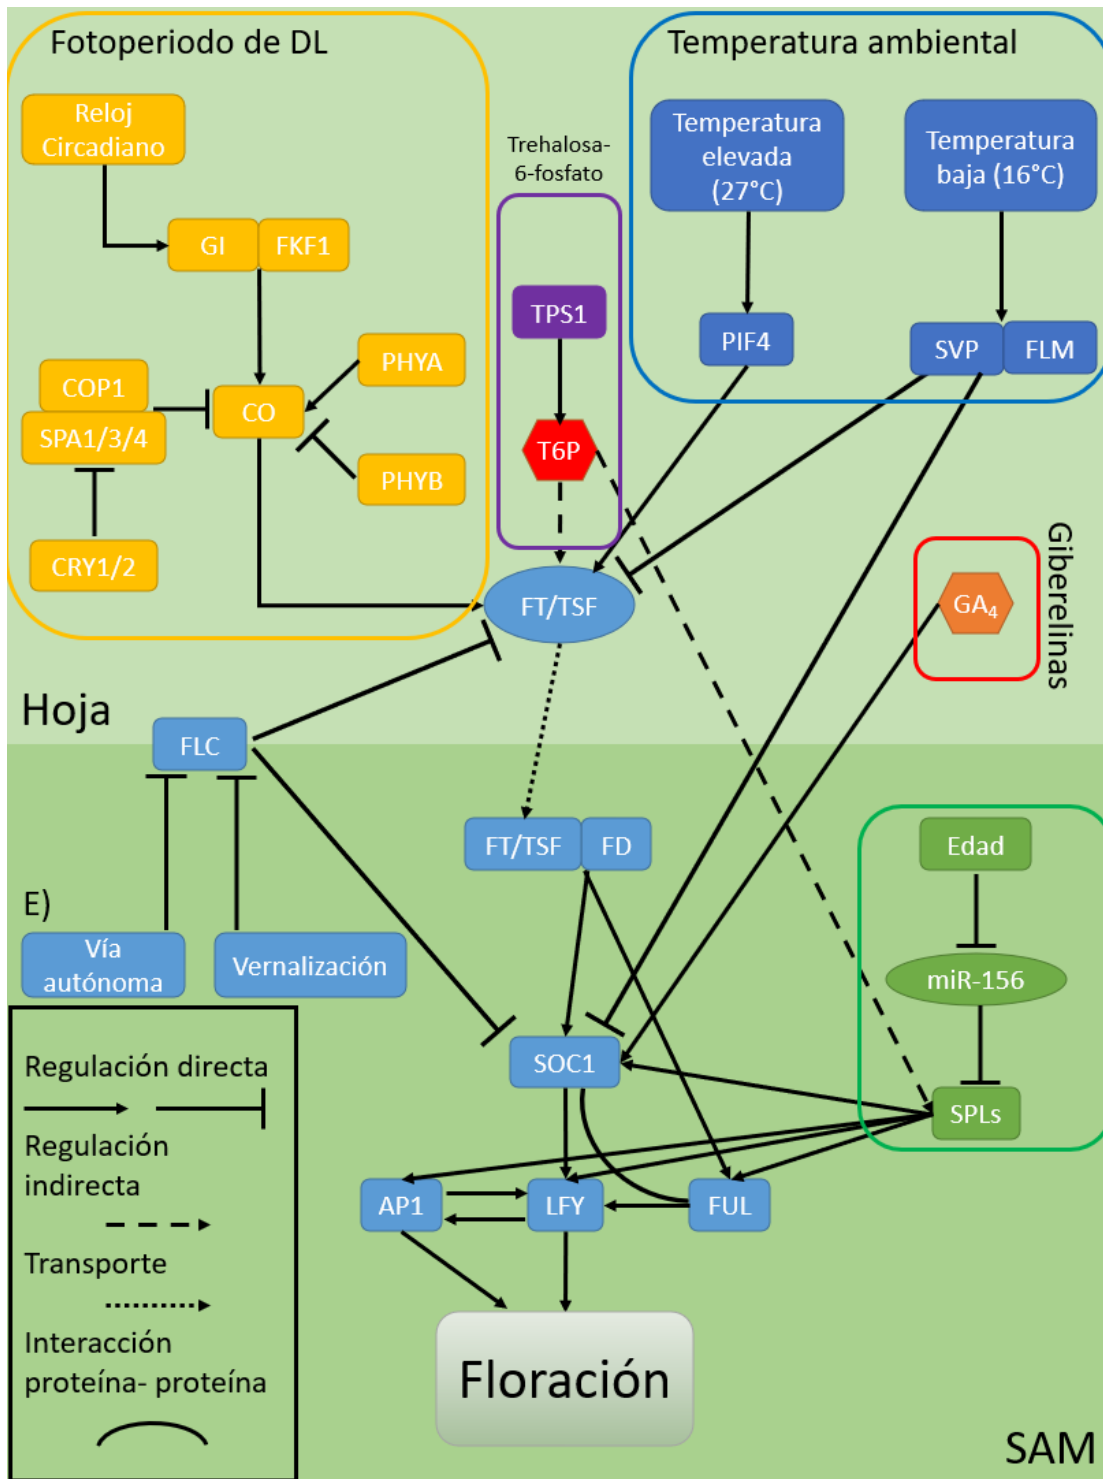 Fotoperiodo de DL
Temperatura ambiental
Reloj
Circadiano
Trehalosa-
6-fosfato
Temperatura
elevada
(27°C)
Temperatura
baja (16°C)
GI
FKF1
TPS1
PIF4
SVP
FLM
COP1
SPA1/3/4
CO
PHYA
PHYB
T6P
CRY1/2
FT/TSF
GA4
Giberelinas
Hoja
FLC
FT/TSF
FD
Edad
E)
Vía
autónoma
Vernalización
miR-156
Regulación directa
SOC1
SPLs
Regulación
indirecta
AP1
LFY
FUL
Transporte
Interacción
proteína- proteína
Floración
SAM